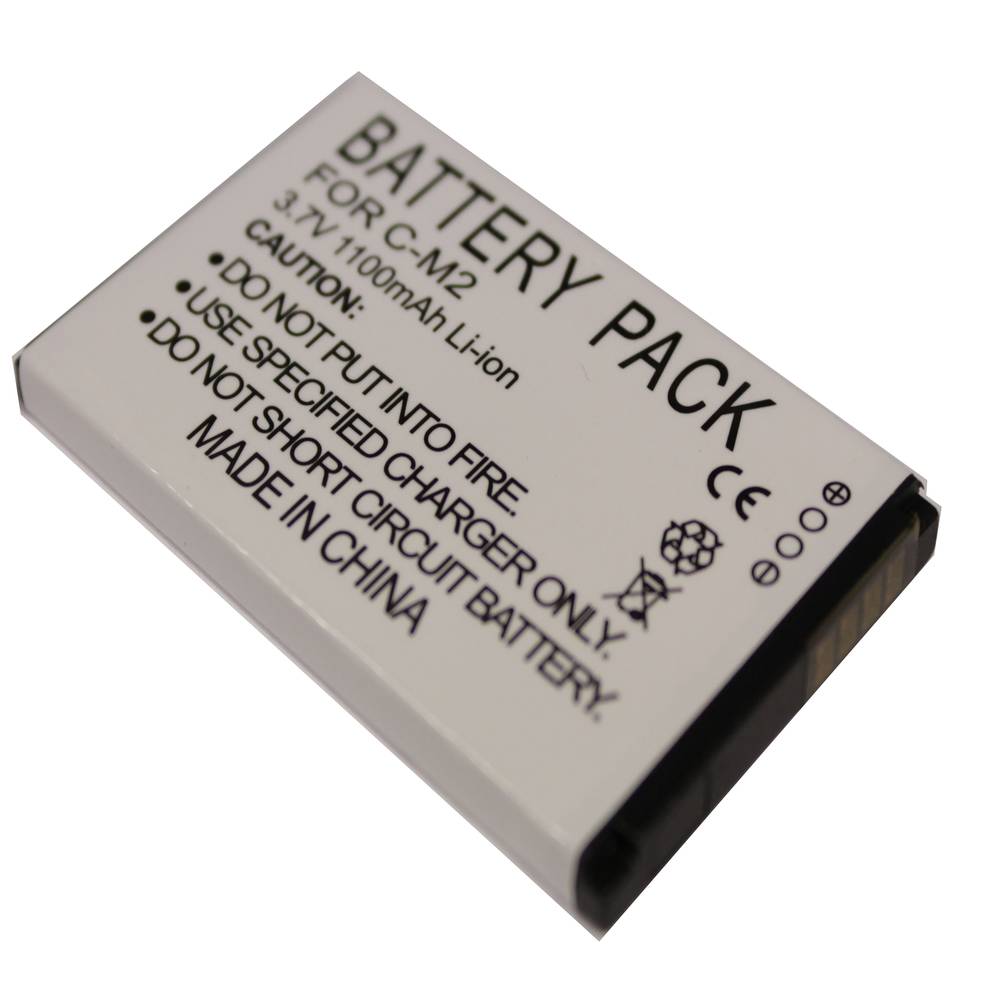 BATTERY PACK
FOR C-M2
3.7V 1100mAh Li-ion
CAUTION:
•DO NOT PUT INTO FIRE.
•USE SPECIFIED CHARGER ONLY.
•DO NOT SHORT CIRCUIT BATTERY.
MADE IN CHINA
CE